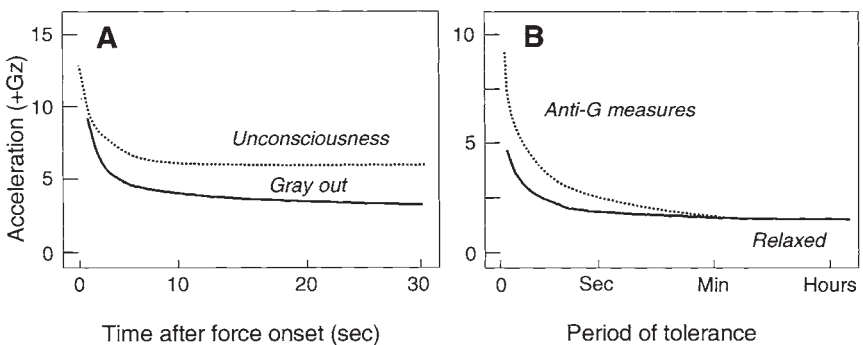 A
15
10
5
0
Acceleration (+Gz)
Unconsciousness
Gray out
0
10
20
30
Time after force onset (sec)
B
10
5
0
Anti-G measures
Relaxed
0
Sec
Min
Hours
Period of tolerance